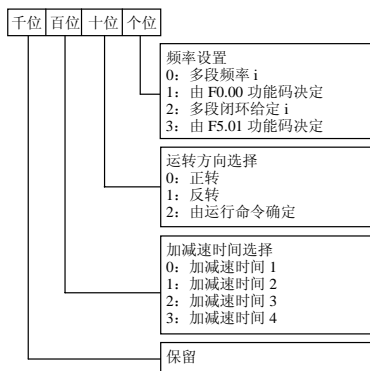 千位 百位 十位 个位
频率设置
0：多段频率 i
1：由 F0.00 功能码决定
2：多段闭环给定 i
3：由 F5.01 功能码决定
运转方向选择
0：正转
1：反转
2：由运行命令确定
加减速时间选择
0：加减速时间 1
1：加减速时间 2
2：加减速时间 3
3：加减速时间 4
保留